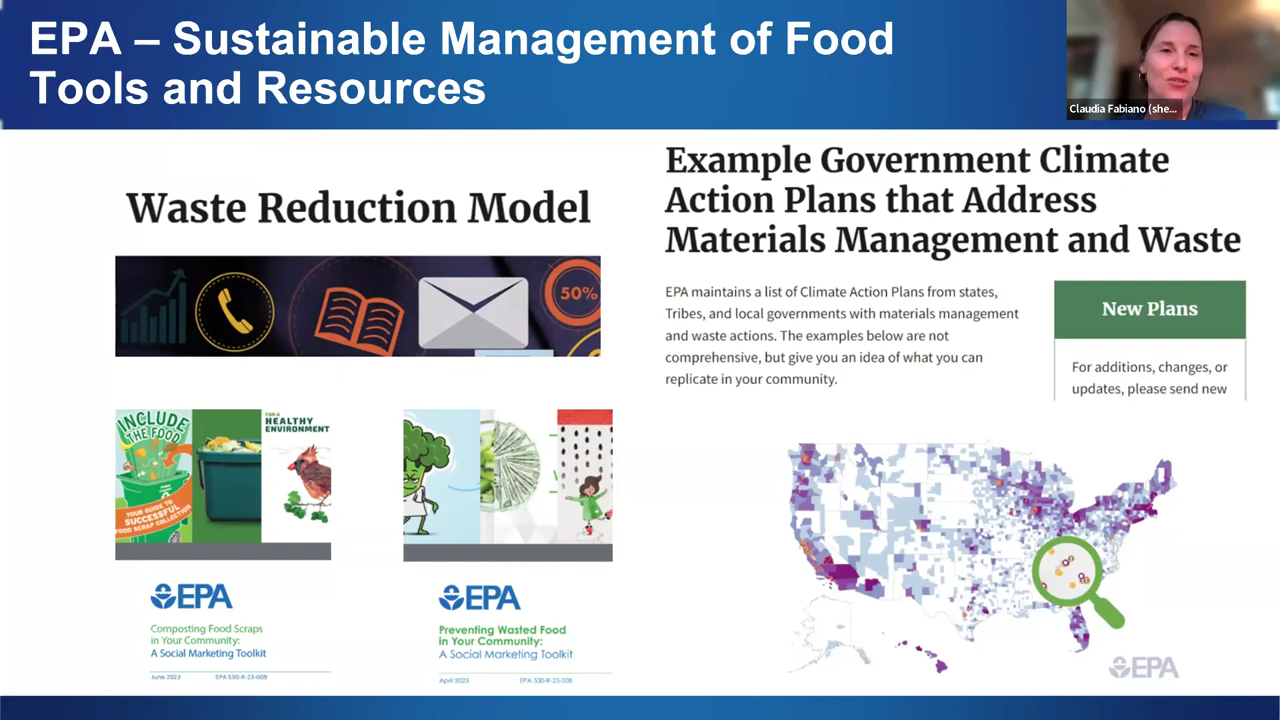 EPA – Sustainable Management of Food
Tools and Resources
Claudia Fabiano (she...
Waste Reduction Model
50%
Example Government Climate
Action Plans that Address
Materials Management and Waste
EPA maintains a list of Climate Action Plans from states,
Tribes, and local governments with materials management
and waste actions. The examples below are not
comprehensive, but give you an idea of what you can
replicate in your community.
New Plans
For additions, changes, or
updates, please send new
INCLUDE
THE FOOD
YOUR GUIDE TO
SUCCESSFUL
FOOD SCRAP COLLECTION
FOR A
HEALTHY
ENVIRONMENT
EPA
Composting Food Scraps
in Your Community:
A Social Marketing Toolkit
June 2023 EPA 530-R-23-009
EPA
Preventing Wasted Food
in Your Community:
A Social Marketing Toolkit
April 2023 EPA 530-R-23-008
EPA